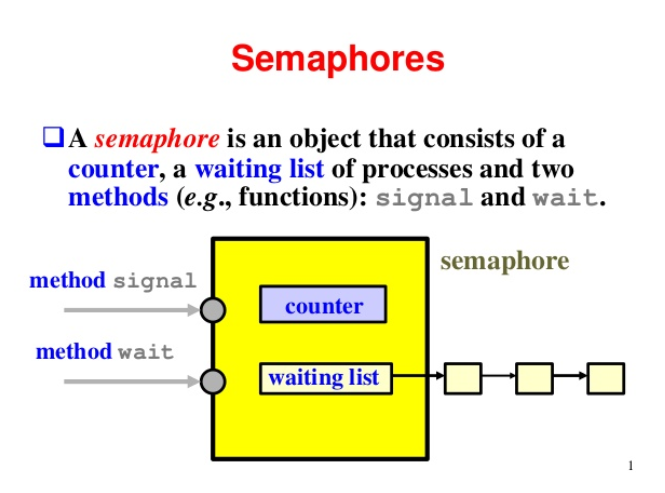 Semaphores
A semaphore is an object that consists of a
counter, a waiting list of processes and two
methods (e.g., functions): signal and wait.
semaphore
method signal
counter
method wait
waiting list
1